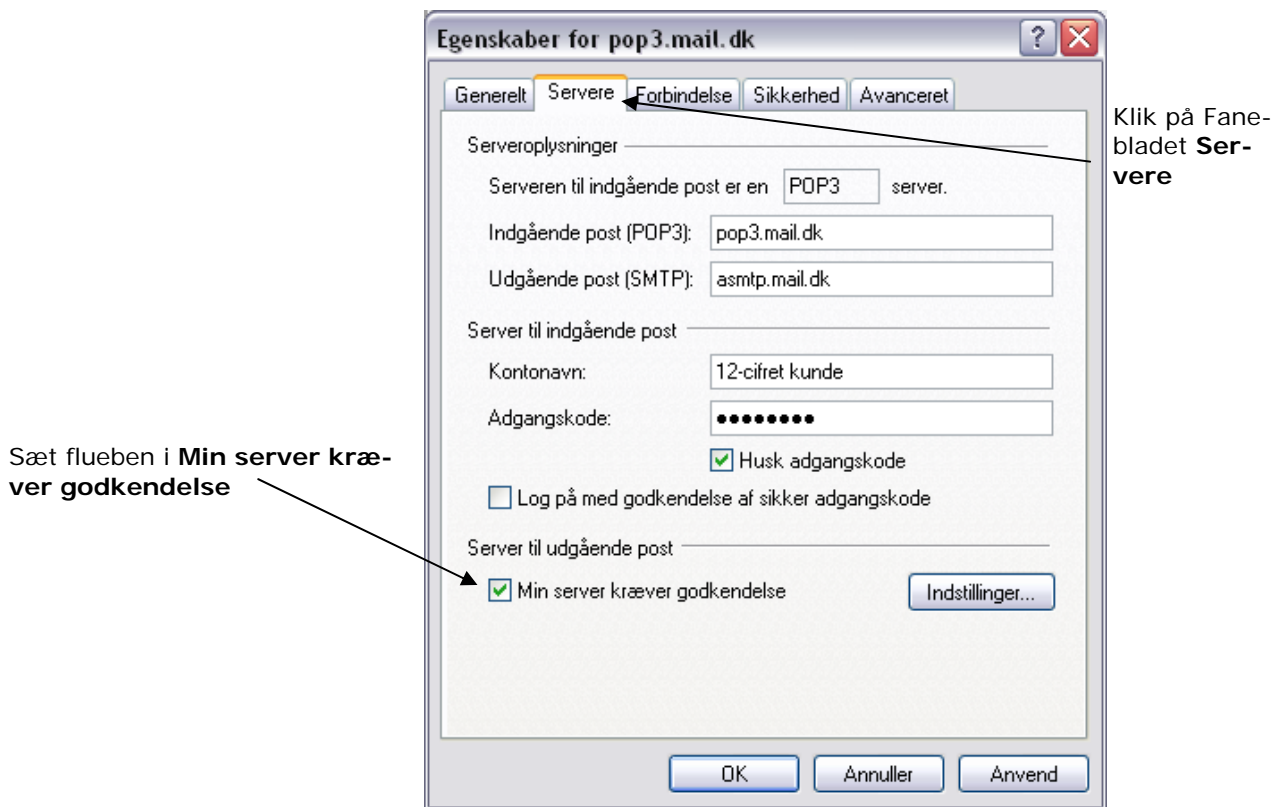 Egenskaber for pop3.mail.dk
?
Generelt Servere Forbindelse Sikkerhed Avanceret
Klik på Fane-
bladet Ser-
vere
Serveroplysninger
Serveren til indgående post er en POP3 server.
Indgående post (POP3): pop3.mail.dk
Udgående post (SMTP): asmtp.mail.dk
Server til indgående post
Kontonavn: 12-cifret kunde
Adgangskode: ●●●●●●●●
Husk adgangskode
Log på med godkendelse af sikker adgangskode
Sæt flueben i Min server kræ-
ver godkendelse
Server til udgående post
Min server kræver godkendelse Indstillinger...
OK Annuller Anvend